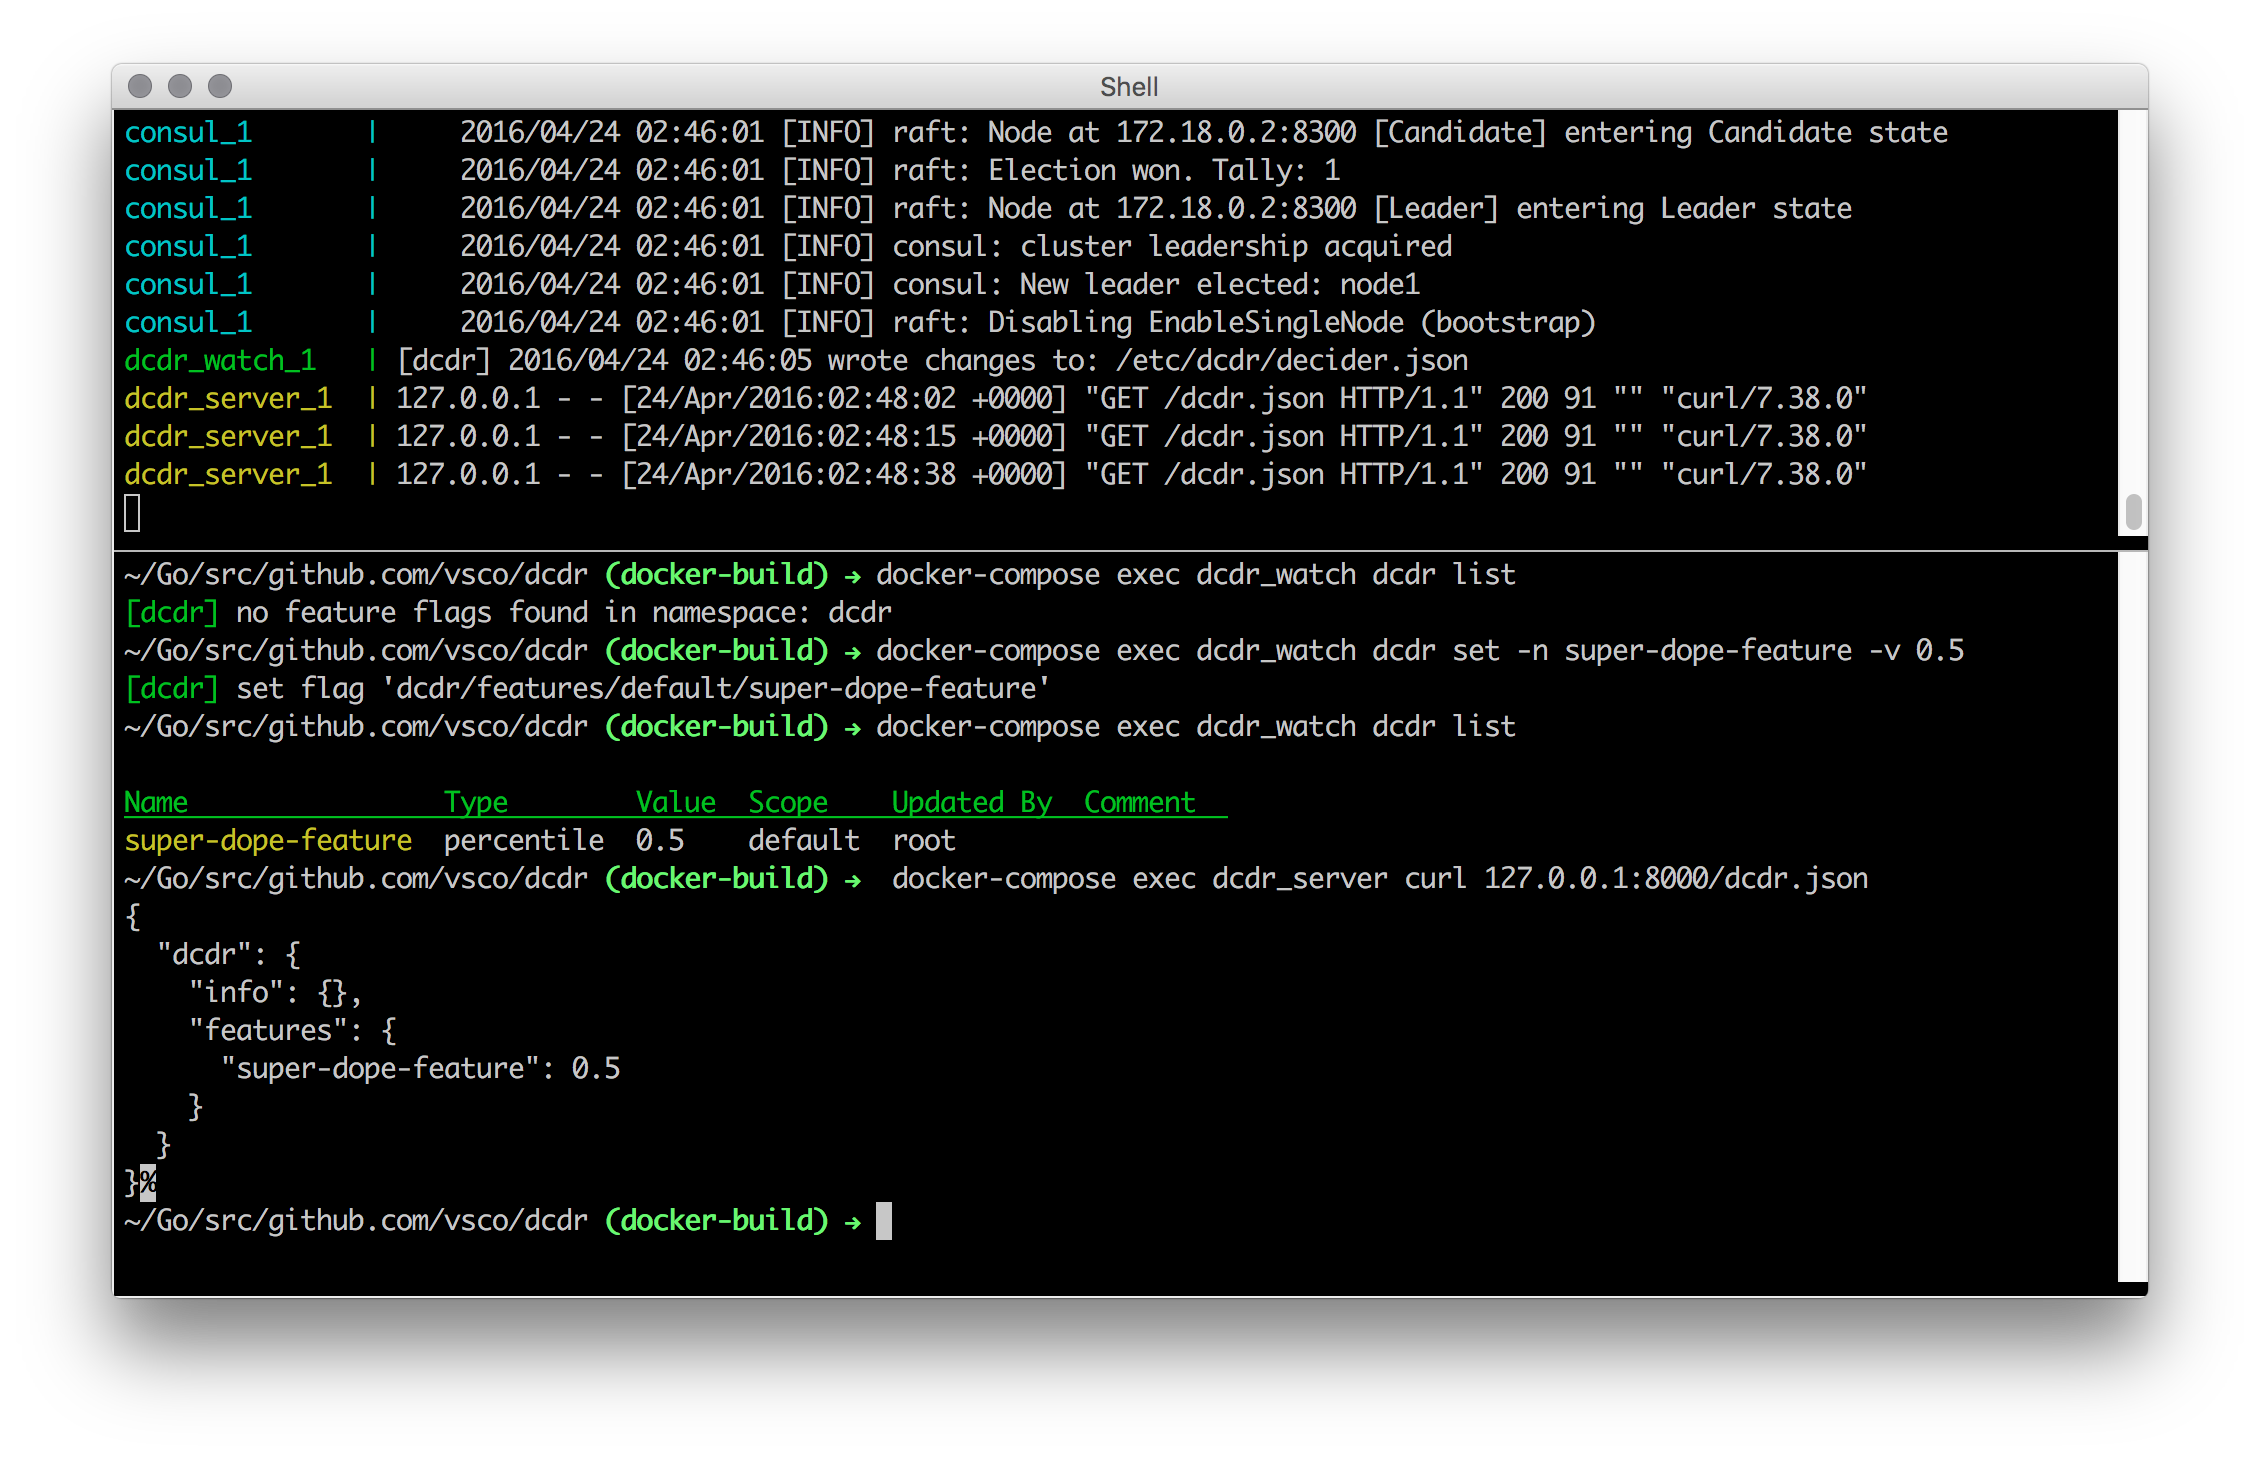 Shell
consul_1       |     2016/04/24 02:46:01 [INFO] raft: Node at 172.18.0.2:8300 [Candidate] entering Candidate state
consul_1       |     2016/04/24 02:46:01 [INFO] raft: Election won. Tally: 1
consul_1       |     2016/04/24 02:46:01 [INFO] raft: Node at 172.18.0.2:8300 [Leader] entering Leader state
consul_1       |     2016/04/24 02:46:01 [INFO] consul: cluster leadership acquired
consul_1       |     2016/04/24 02:46:01 [INFO] consul: New leader elected: node1
consul_1       |     2016/04/24 02:46:01 [INFO] raft: Disabling EnableSingleNode (bootstrap)
dcdr_watch_1   | [dcdr] 2016/04/24 02:46:05 wrote changes to: /etc/dcdr/decider.json
dcdr_server_1  | 127.0.0.1 - - [24/Apr/2016:02:48:02 +0000] "GET /dcdr.json HTTP/1.1" 200 91 "" "curl/7.38.0"
dcdr_server_1  | 127.0.0.1 - - [24/Apr/2016:02:48:15 +0000] "GET /dcdr.json HTTP/1.1" 200 91 "" "curl/7.38.0"
dcdr_server_1  | 127.0.0.1 - - [24/Apr/2016:02:48:38 +0000] "GET /dcdr.json HTTP/1.1" 200 91 "" "curl/7.38.0"
~/Go/src/github.com/vsco/dcdr (docker-build) → docker-compose exec dcdr_watch dcdr list
[dcdr] no feature flags found in namespace: dcdr
~/Go/src/github.com/vsco/dcdr (docker-build) → docker-compose exec dcdr_watch dcdr set -n super-dope-feature -v 0.5
[dcdr] set flag 'dcdr/features/default/super-dope-feature'
~/Go/src/github.com/vsco/dcdr (docker-build) → docker-compose exec dcdr_watch dcdr list
Name                Type        Value  Scope    Updated By  Comment
super-dope-feature  percentile  0.5    default  root
~/Go/src/github.com/vsco/dcdr (docker-build) →  docker-compose exec dcdr_server curl 127.0.0.1:8000/dcdr.json
{
  "dcdr": {
    "info": {},
    "features": {
      "super-dope-feature": 0.5
    }
  }
}%
~/Go/src/github.com/vsco/dcdr (docker-build) →